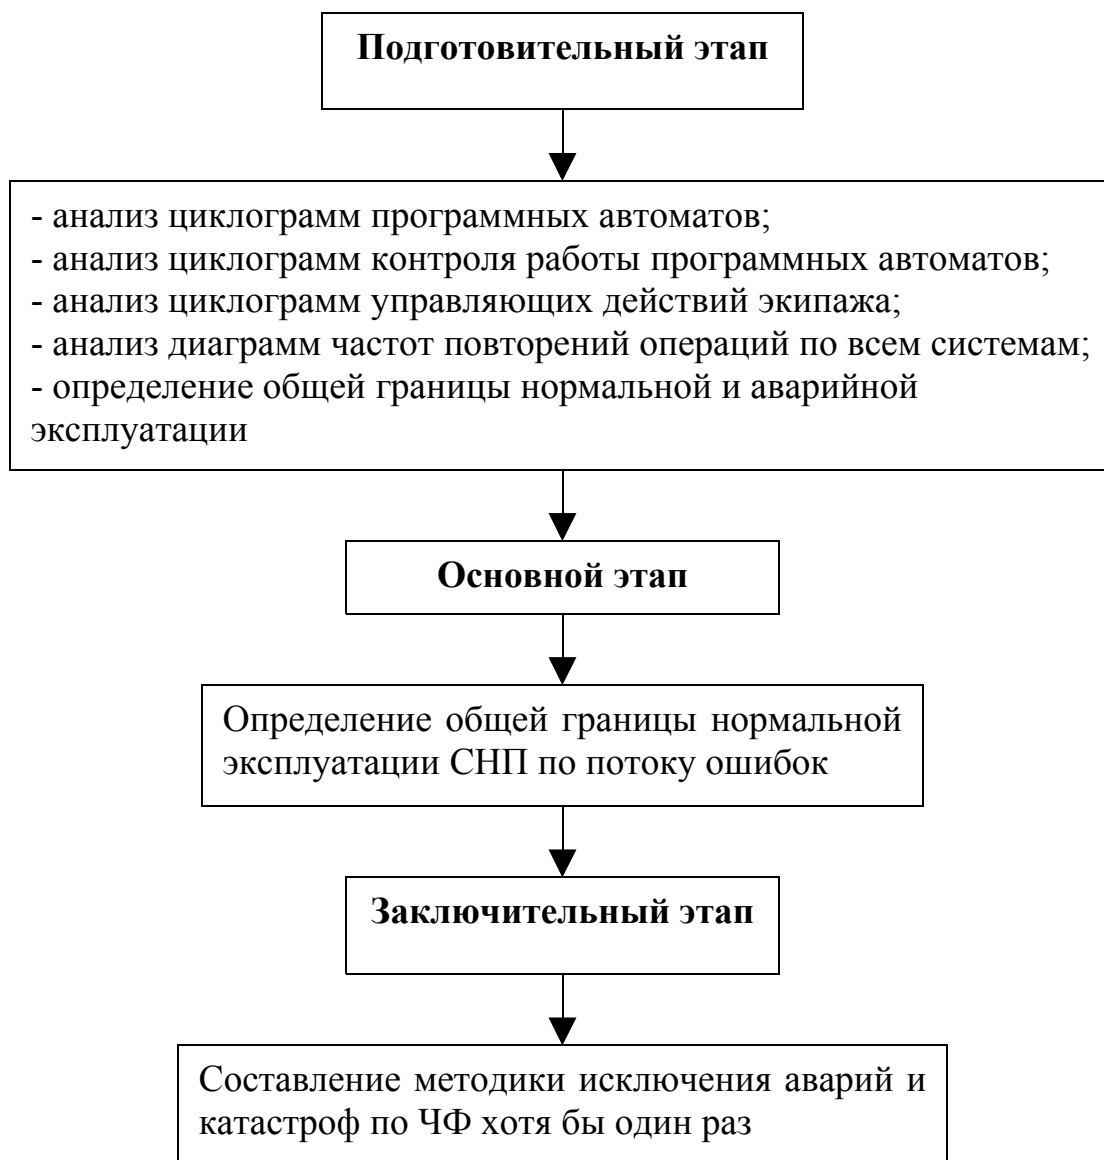 Подготовительный этап
- анализ циклограмм программных автоматов;
- анализ циклограмм контроля работы программных автоматов;
- анализ циклограмм управляющих действий экипажа;
- анализ диаграмм частот повторений операций по всем системам;
- определение общей границы нормальной и аварийной
эксплуатации
Основной этап
Определение общей границы нормальной
эксплуатации СНП по потоку ошибок
Заключительный этап
Составление методики исключения аварий и
катастроф по ЧФ хотя бы один раз